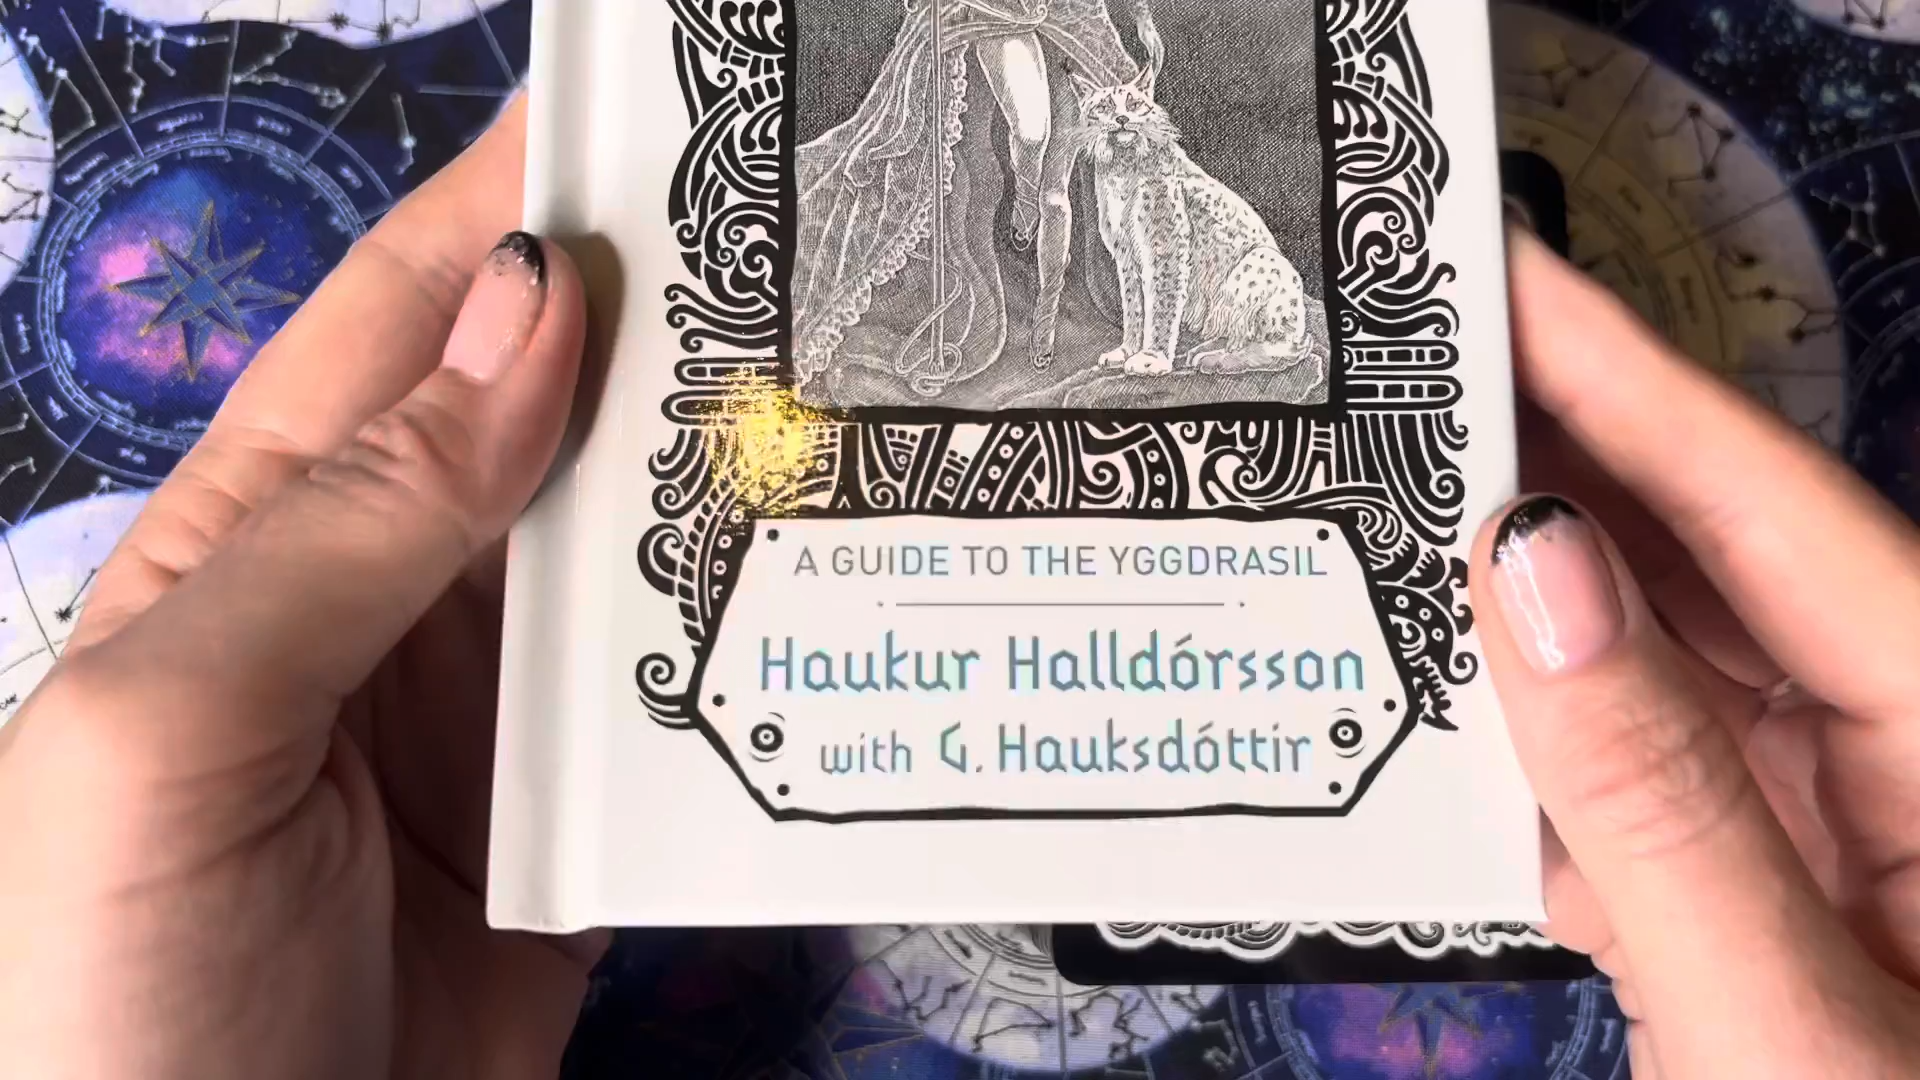 A GUIDE TO THE YGGDRASIL
Haukur Halldórsson
with G. Hauksdóttir